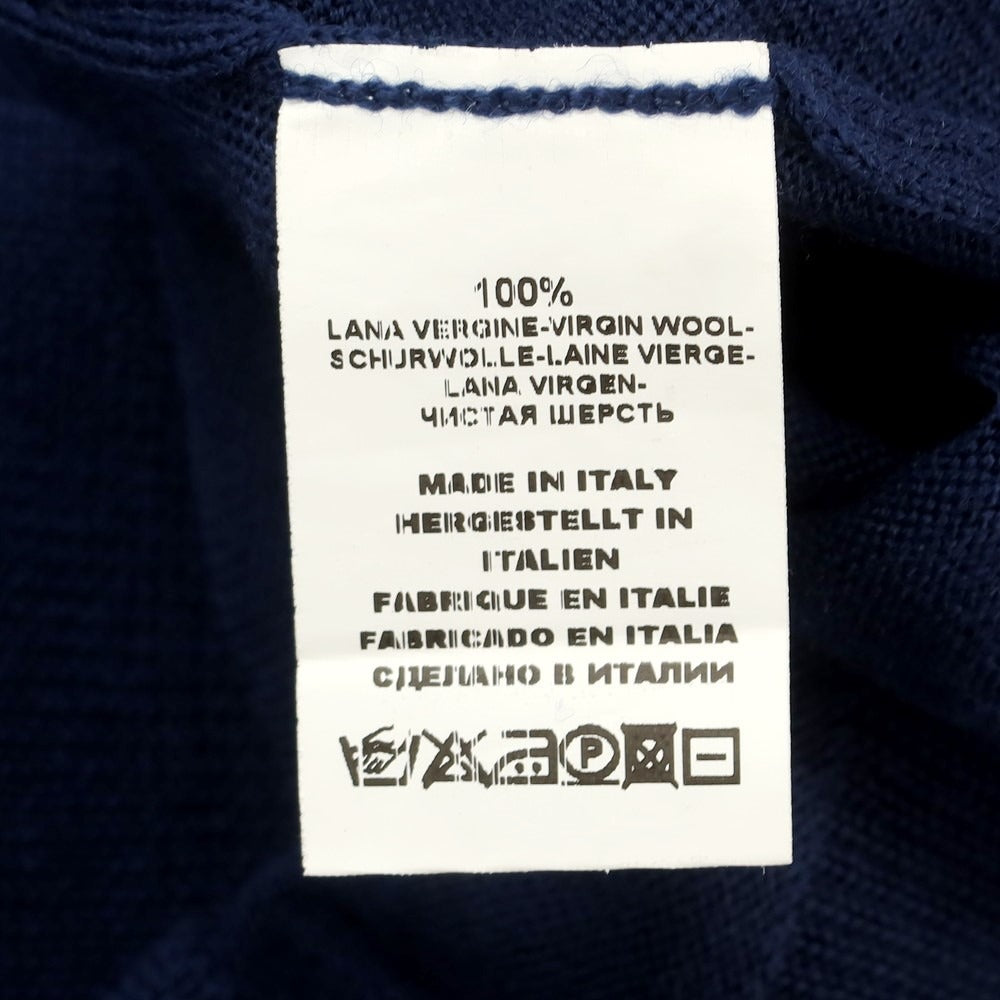 100%
LANA VERGINE-VIRGIN WOOL-
SCHURWOLLE-LAINE VIERGE-
LANA VIRGEN-
ЧИСТАЯ ШЕРСТЬ
MADE IN ITALY
HERGESTELLT IN
ITALIEN
FABRIQUE EN ITALIE
FABRICADO EN ITALIA
СДЕЛАНО В ИТАЛИИ
P